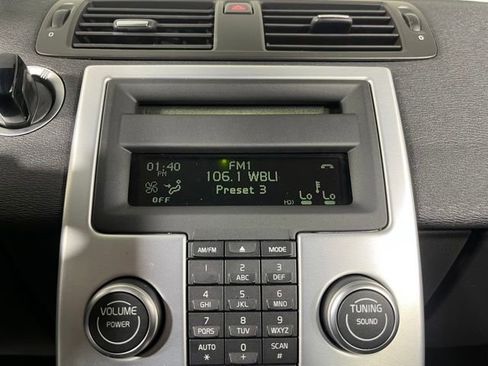 01:40 FM1
PM
106.1 WBLI
Preset 3
OFF
Lo Lo
AM/FM
MODE
1 2 ABC 3 DEF
4 GHI 5 JKL 6 MNO
7 PQRS 8 TUV 9 WXYZ
AUTO * 0 + SCAN #
VOLUME
POWER
TUNING
SOUND